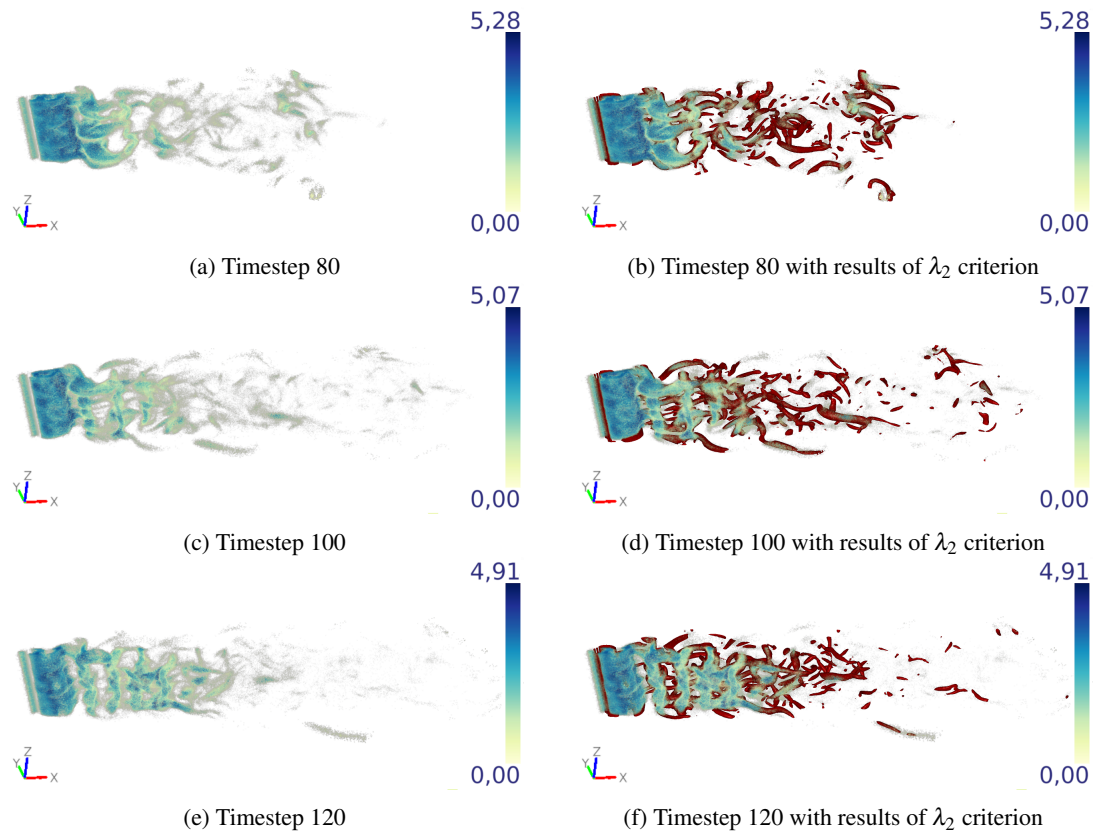 5,28
Z
Y
X
0,00
5,28
Z
Y
X
0,00
(a) Timestep 80
(b) Timestep 80 with results of λ₂ criterion
5,07
Z
Y
X
0,00
5,07
Z
Y
X
0,00
(c) Timestep 100
(d) Timestep 100 with results of λ₂ criterion
4,91
Z
Y
X
0,00
4,91
Z
Y
X
0,00
(e) Timestep 120
(f) Timestep 120 with results of λ₂ criterion